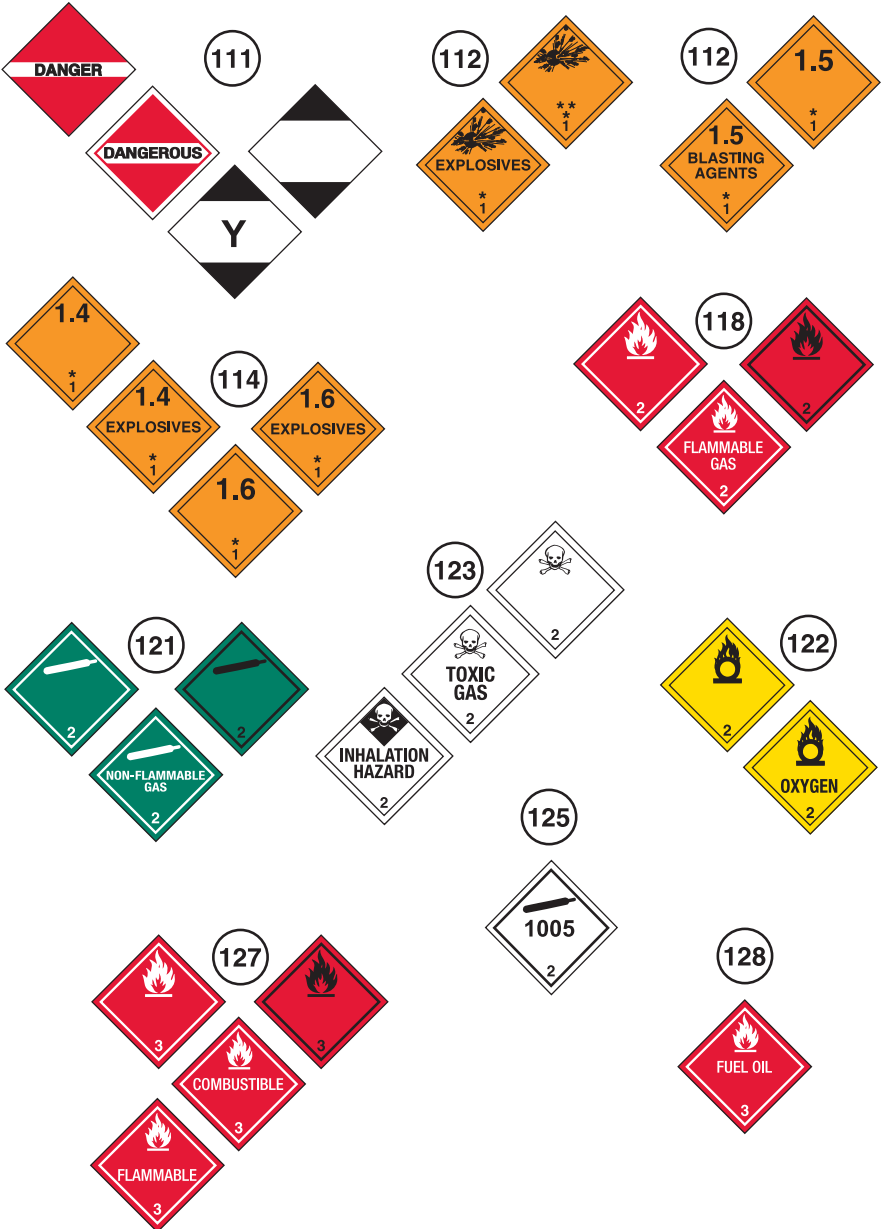 DANGER
111
DANGEROUS
Y
112
**
*
1
EXPLOSIVES
*
1
112
1.5
*
1
1.5
BLASTING
AGENTS
*
1
1.4
*
1
114
1.4
EXPLOSIVES
*
1
1.6
EXPLOSIVES
*
1
1.6
*
1
118
2
2
FLAMMABLE
GAS
2
121
2
2
NON-FLAMMABLE
GAS
2
123
2
TOXIC
GAS
2
INHALATION
HAZARD
2
122
2
OXYGEN
2
125
1005
2
127
3
3
COMBUSTIBLE
3
FLAMMABLE
3
128
FUEL OIL
3